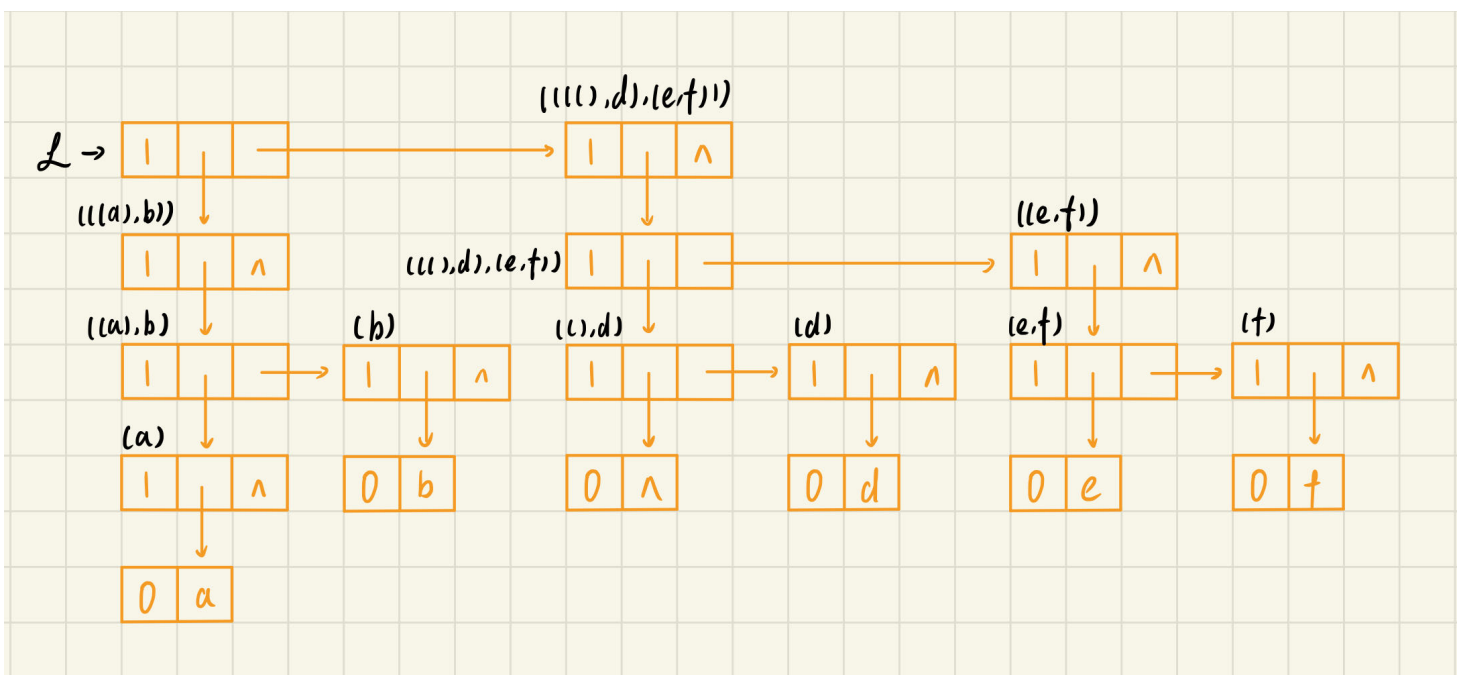 ((((),d),(e,f)))
L → 1 1 ∧
(((a),b)) ((e,f))
1 ∧ (((),d),(e,f)) 1 1 ∧
((a),b) (b) ((),d) (d) (e,f) (f)
1 1 ∧ 1 1 ∧ 1 1 ∧
(a)
1 ∧ 0 b 0 ∧ 0 d 0 e 0 f
0 a